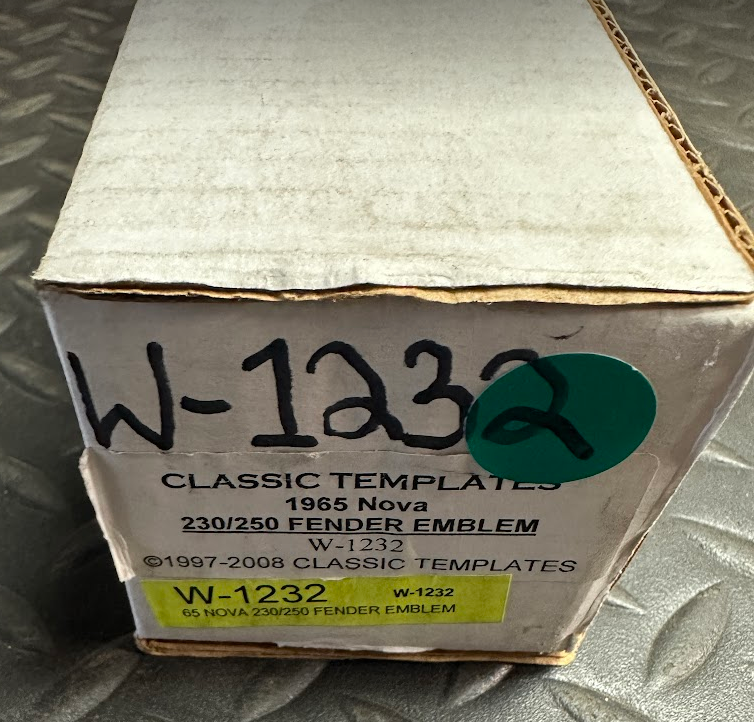 W-1232
CLASSIC TEMPLATES
1965 Nova
230/250 FENDER EMBLEM
W-1232
©1997-2008 CLASSIC TEMPLATES
W-1232 W-1232
65 NOVA 230/250 FENDER EMBLEM